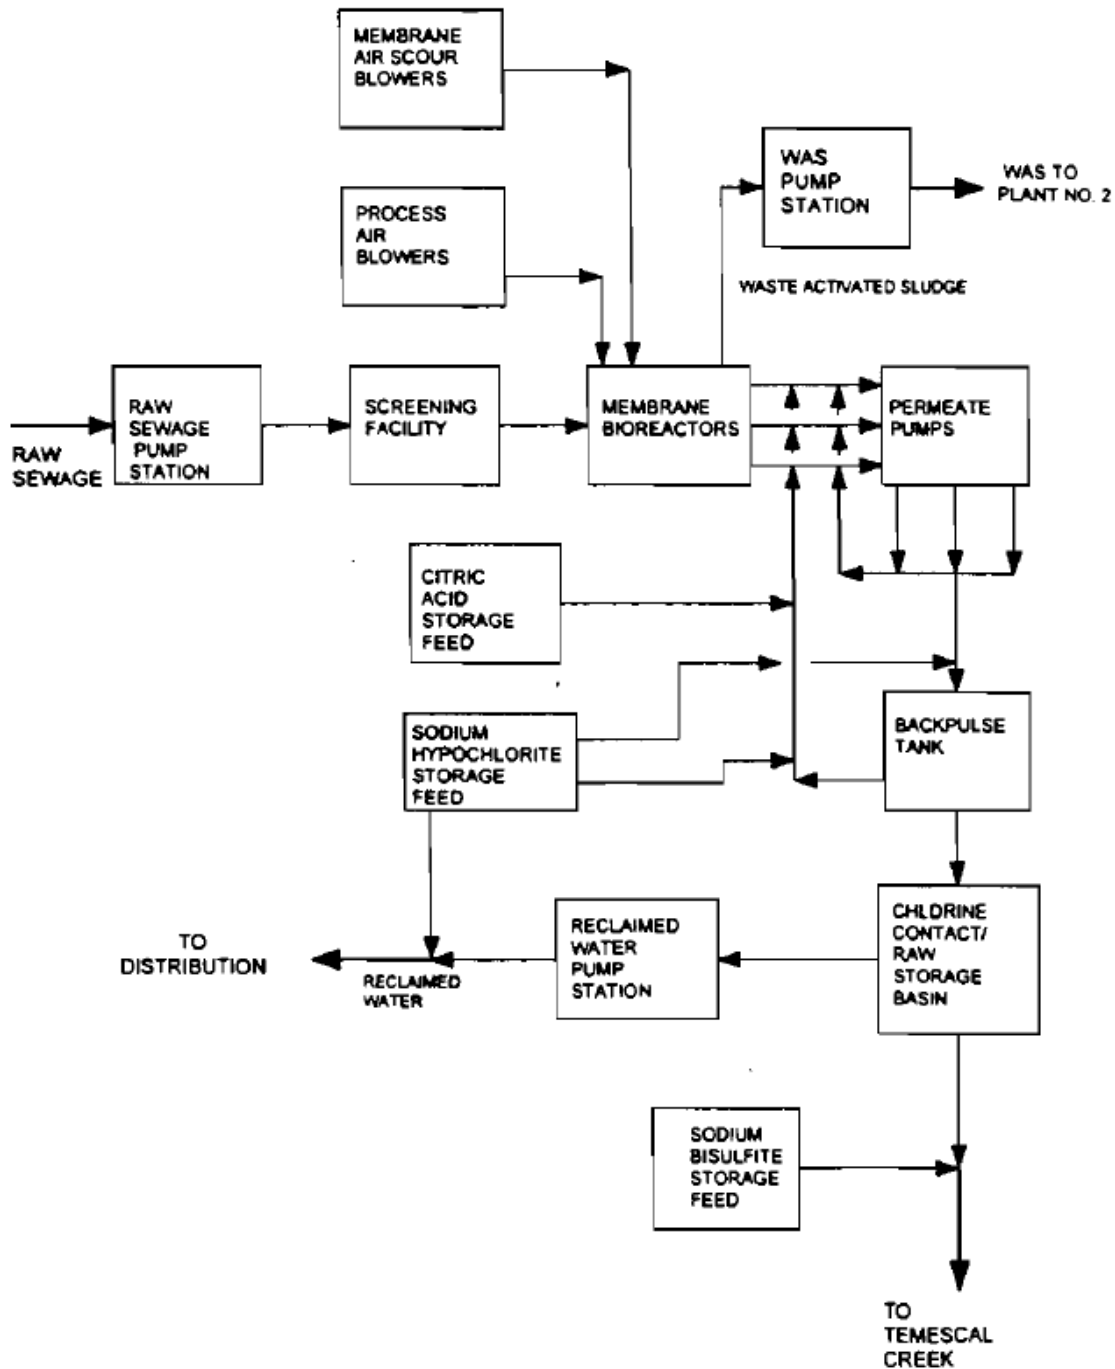 MEMBRANE
AIR SCOUR
BLOWERS
WAS
PUMP
STATION
WAS TO
PLANT NO. 2
PROCESS
AIR
BLOWERS
WASTE ACTIVATED SLUDGE
RAW
SEWAGE
RAW
SEWAGE
PUMP
STATION
SCREENING
FACILITY
MEMBRANE
BIOREACTORS
PERMEATE
PUMPS
CITRIC
ACID
STORAGE
FEED
SODIUM
HYPOCHLORITE
STORAGE
FEED
BACKPULSE
TANK
TO
DISTRIBUTION
RECLAIMED
WATER
RECLAIMED
WATER
PUMP
STATION
CHLDRINE
CONTACT/
RAW
STORAGE
BASIN
SODIUM
BISULFITE
STORAGE
FEED
TO
TEMESCAL
CREEK